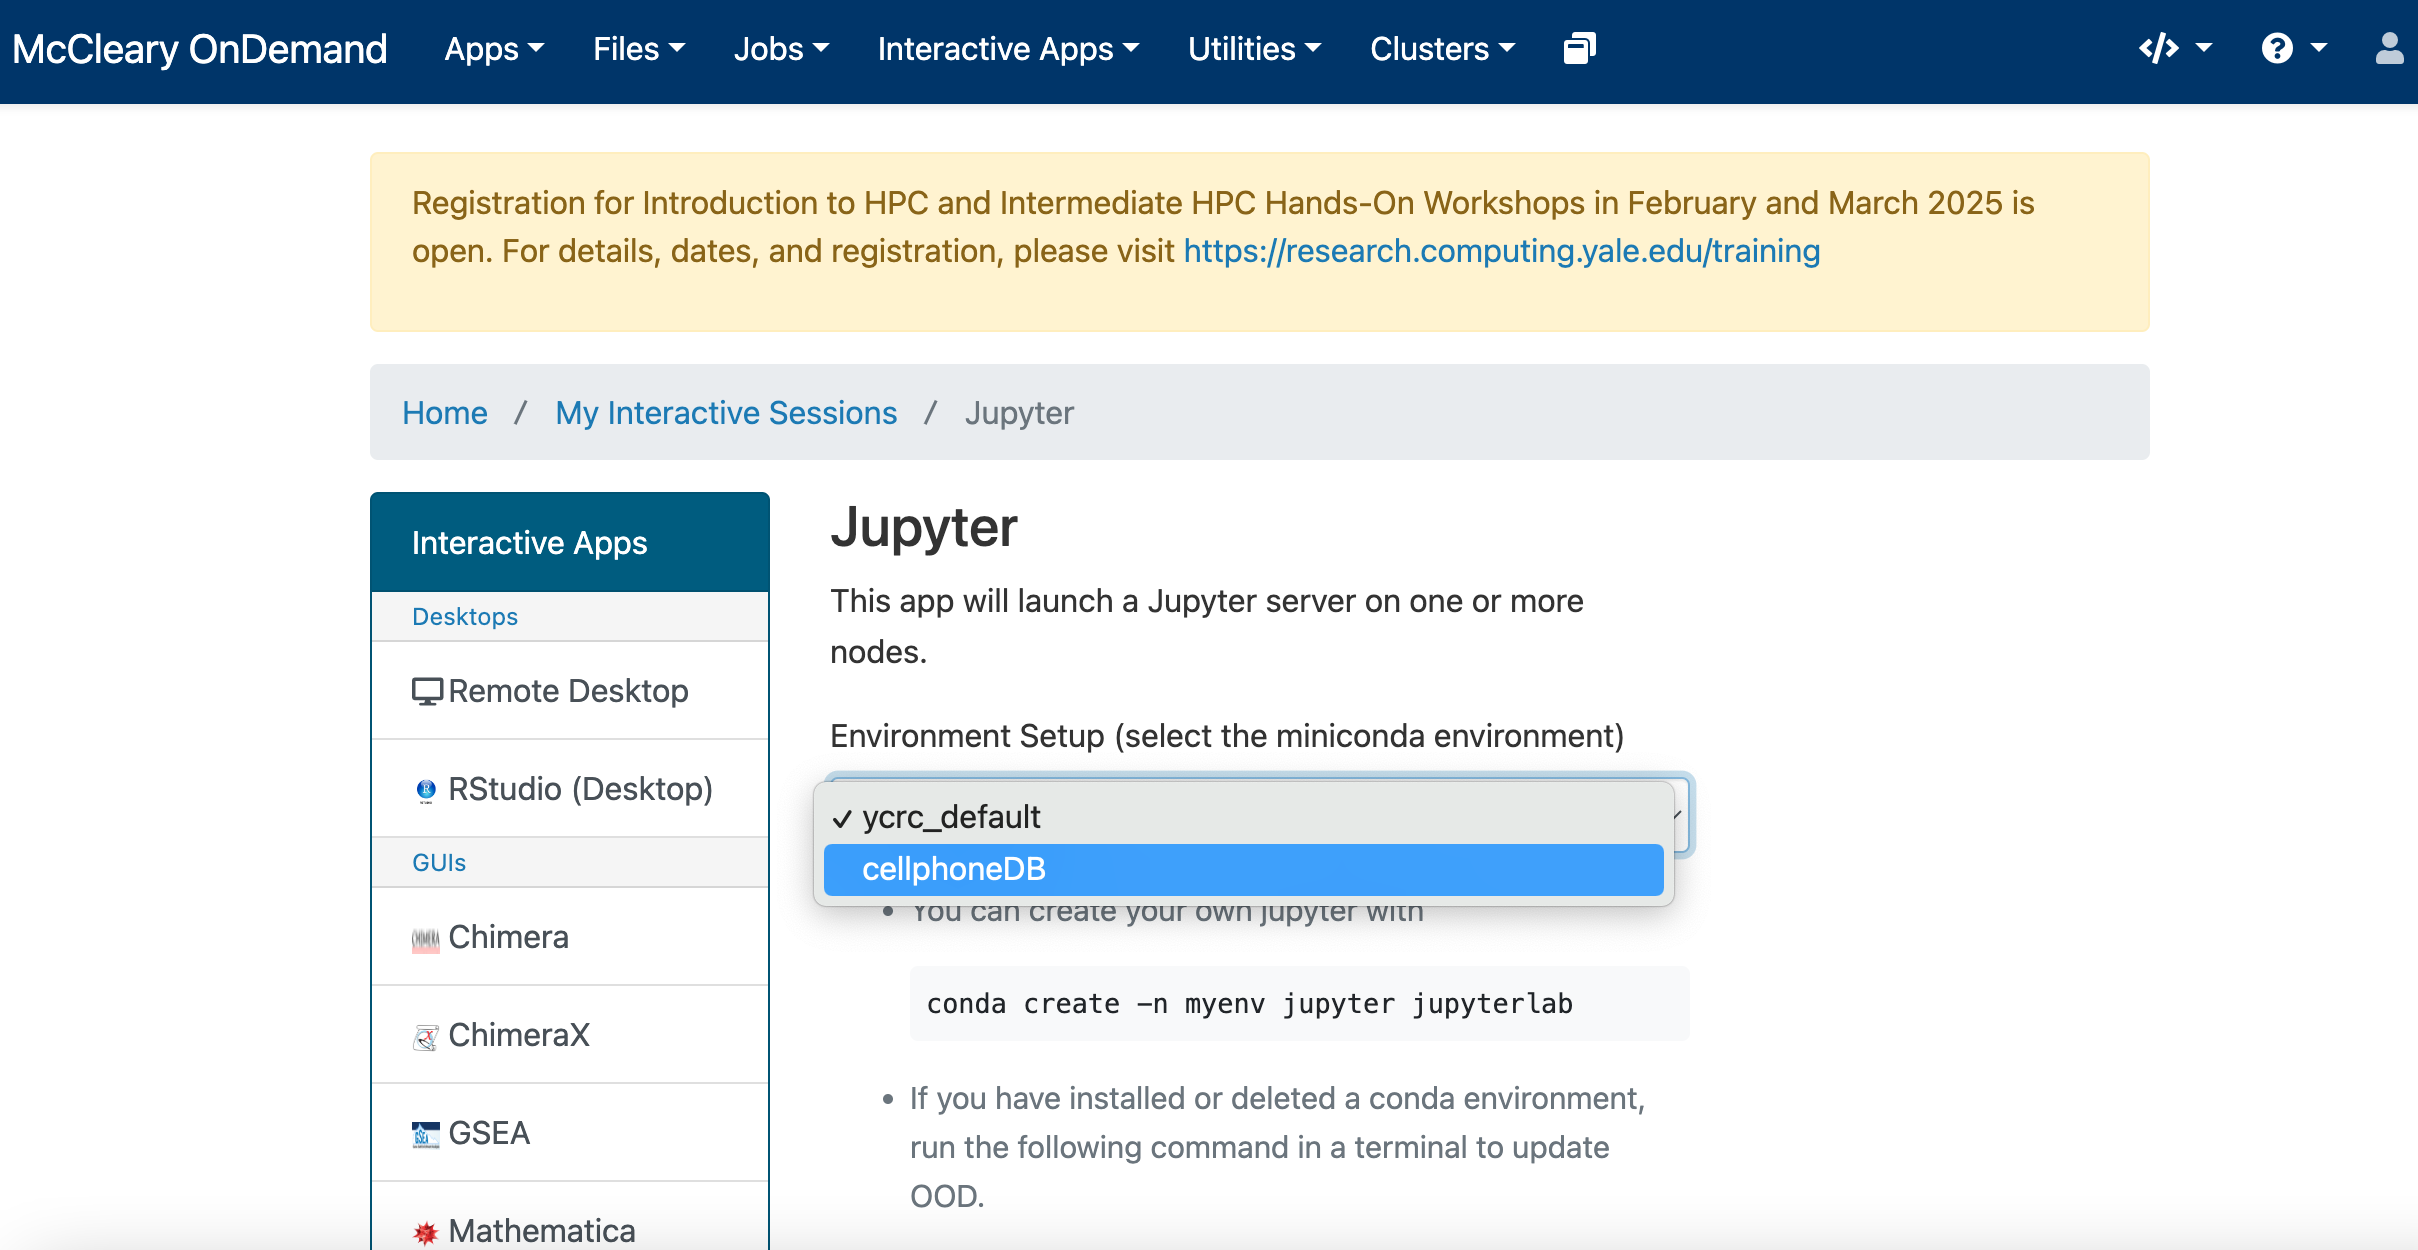 McCleary OnDemand Apps Files Jobs Interactive Apps Utilities Clusters
Registration for Introduction to HPC and Intermediate HPC Hands-On Workshops in February and March 2025 is
open. For details, dates, and registration, please visit https://research.computing.yale.edu/training
Home / My Interactive Sessions / Jupyter
Interactive Apps
Desktops
Remote Desktop
RStudio (Desktop)
GUIs
Chimera
ChimeraX
GSEA
Mathematica
Jupyter
This app will launch a Jupyter server on one or more
nodes.
Environment Setup (select the miniconda environment)
✓ ycrc_default
cellphoneDB
• You can create your own jupyter with
conda create -n myenv jupyter jupyterlab
• If you have installed or deleted a conda environment,
run the following command in a terminal to update
OOD.